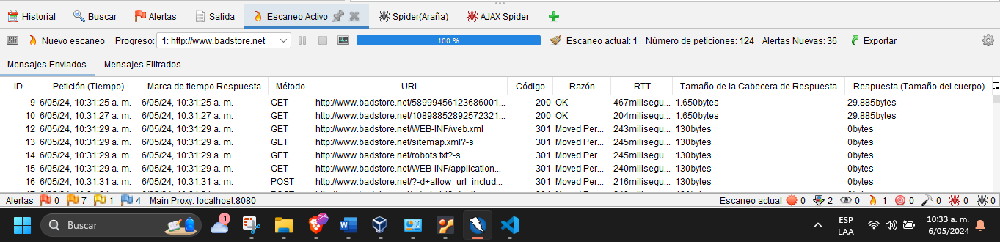 Historial Buscar Alertas Salida Escaneo Activo Spider(Araña) AJAX Spider
Nuevo escaneo Progreso: 1: http://www.badstore.net 100 % Escaneo actual: 1 Número de peticiones: 124 Alertas Nuevas: 36 Exportar
Mensajes Enviados Mensajes Filtrados
ID Petición (Tiempo) Marca de tiempo Respuesta Método URL Código Razón RTT Tamaño de la Cabecera de Respuesta Respuesta (Tamaño del cuerpo)
9 6/05/24, 10:31:25 a. m. 6/05/24, 10:31:25 a. m. GET http://www.badstore.net/58999456123686001... 200 OK 467milisegu... 1.650bytes 29.885bytes
10 6/05/24, 10:31:27 a. m. 6/05/24, 10:31:27 a. m. GET http://www.badstore.net/10898852892572321... 200 OK 204milisegu... 1.650bytes 29.885bytes
12 6/05/24, 10:31:29 a. m. 6/05/24, 10:31:29 a. m. GET http://www.badstore.net/WEB-INF/web.xml 301 Moved Per... 243milisegu... 130bytes 0bytes
13 6/05/24, 10:31:29 a. m. 6/05/24, 10:31:29 a. m. GET http://www.badstore.net/sitemap.xml?-s 301 Moved Per... 245milisegu... 130bytes 0bytes
14 6/05/24, 10:31:29 a. m. 6/05/24, 10:31:29 a. m. GET http://www.badstore.net/robots.txt?-s 301 Moved Per... 245milisegu... 130bytes 0bytes
15 6/05/24, 10:31:29 a. m. 6/05/24, 10:31:29 a. m. GET http://www.badstore.net/WEB-INF/application... 301 Moved Per... 240milisegu... 130bytes 0bytes
16 6/05/24, 10:31:31 a. m. 6/05/24, 10:31:31 a. m. POST http://www.badstore.net/?-d+allow_url_includ... 301 Moved Per... 216milisegu... 130bytes 0bytes
Alertas 0 7 1 4 Main Proxy: localhost:8080 Escaneo actual 0 2 0 1 0 0 0 0
Buscar 1 ESP 10:33 a. m.
LAA 6/05/2024